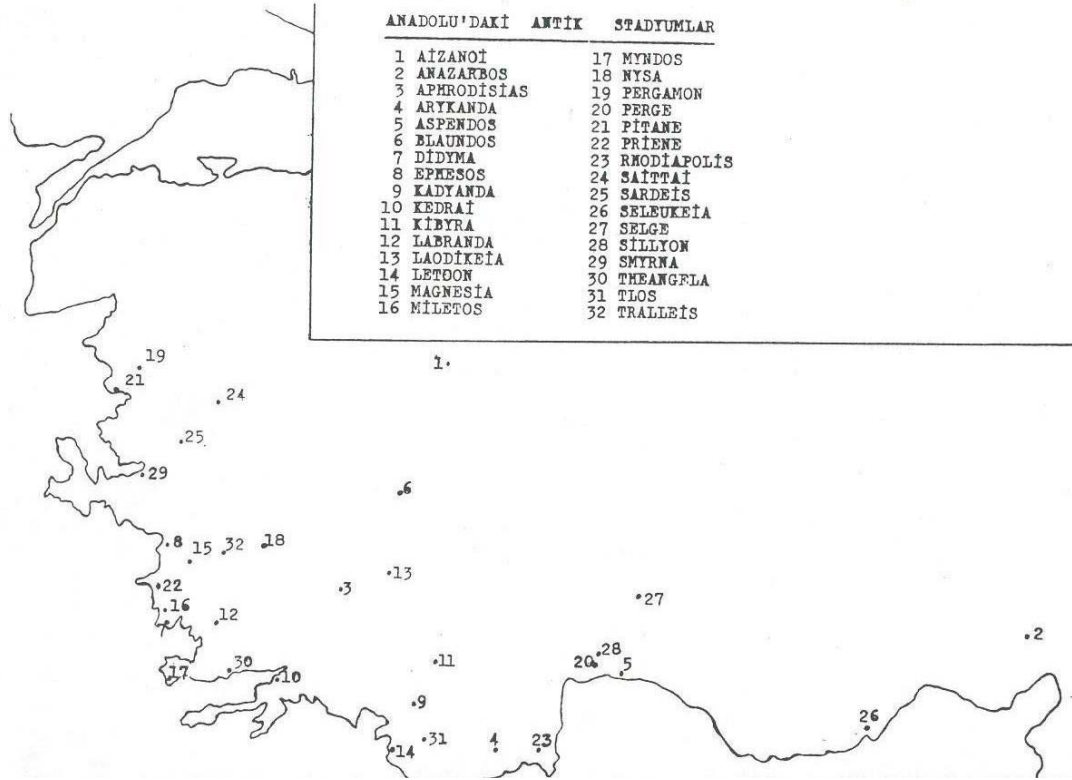 ANADOLU'DAKİ ANTİK STADYUMLAR
1 AİZANOİ
2 ANAZARBOS
3 APHRODİSİAS
4 ARYKANDA
5 ASPENDOS
6 BLAUNDOS
7 DİDYMA
8 EPHESOS
9 KADYANDA
10 KEDRAİ
11 KİBYRA
12 LABRANDA
13 LAODİKEİA
14 LETOON
15 MAGNESİA
16 MİLETOS
17 MYNDOS
18 NYSA
19 PERGAMON
20 PERGE
21 PİTANE
22 PRİENE
23 RHODİAPOLİS
24 SAİTTAİ
25 SARDEİS
26 SELEUKEİA
27 SELGE
28 SİLLYON
29 SMYRNA
30 THEANGELA
31 TLOS
32 TRALLEİS
19
1
21
24
25
29
6
8
15
32
18
13
22
3
27
16
12
2
28
20
5
11
17
30
10
9
26
14
31
4
23